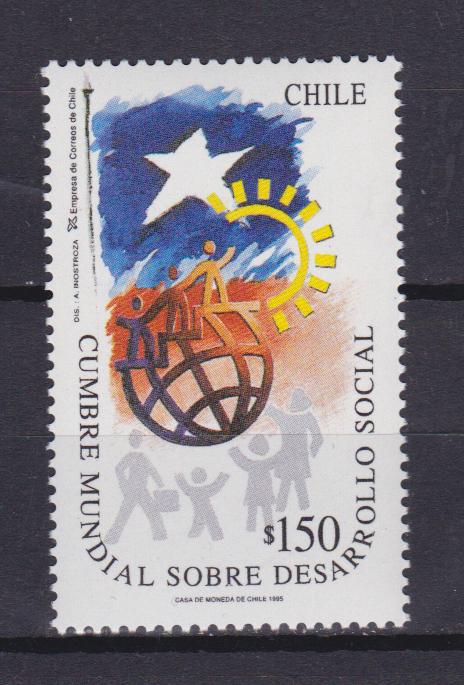 CHILE
DIS.: A. INOSTROZA Empresa de Correos de Chile
CUMBRE MUNDIAL SOBRE DESARROLLO SOCIAL
$150
CASA DE MONEDA DE CHILE 1995